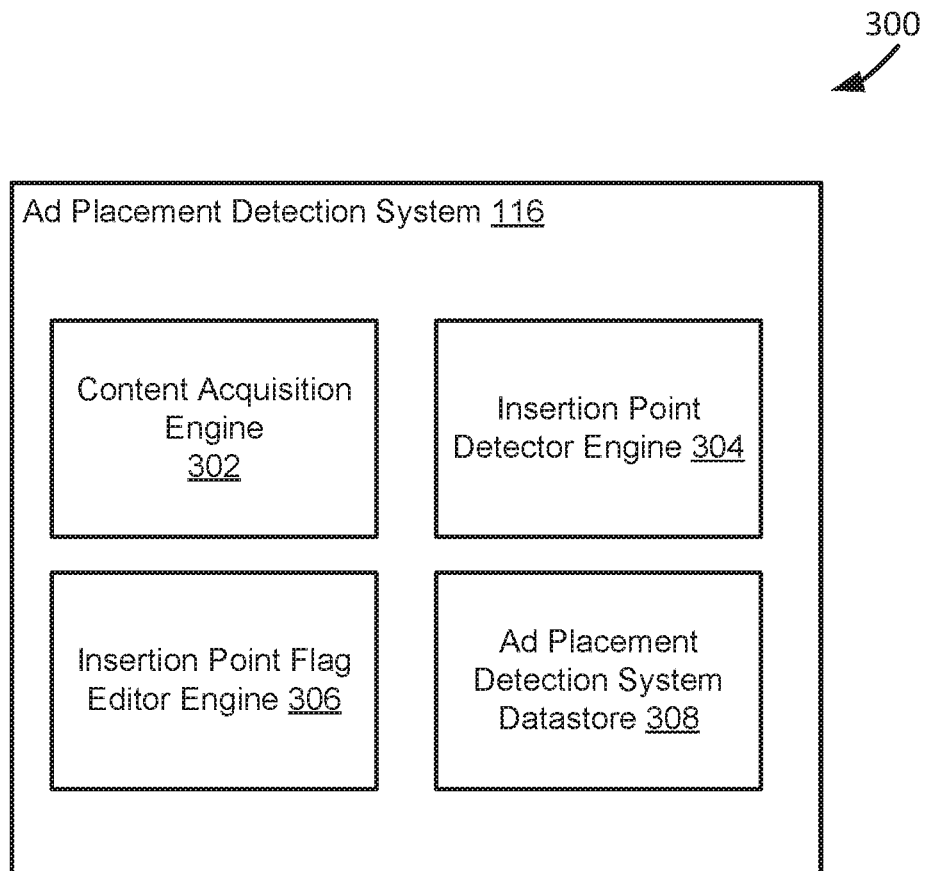 300
Ad Placement Detection System 116
Content Acquisition
Engine
302
Insertion Point
Detector Engine 304
Insertion Point Flag
Editor Engine 306
Ad Placement
Detection System
Datastore 308